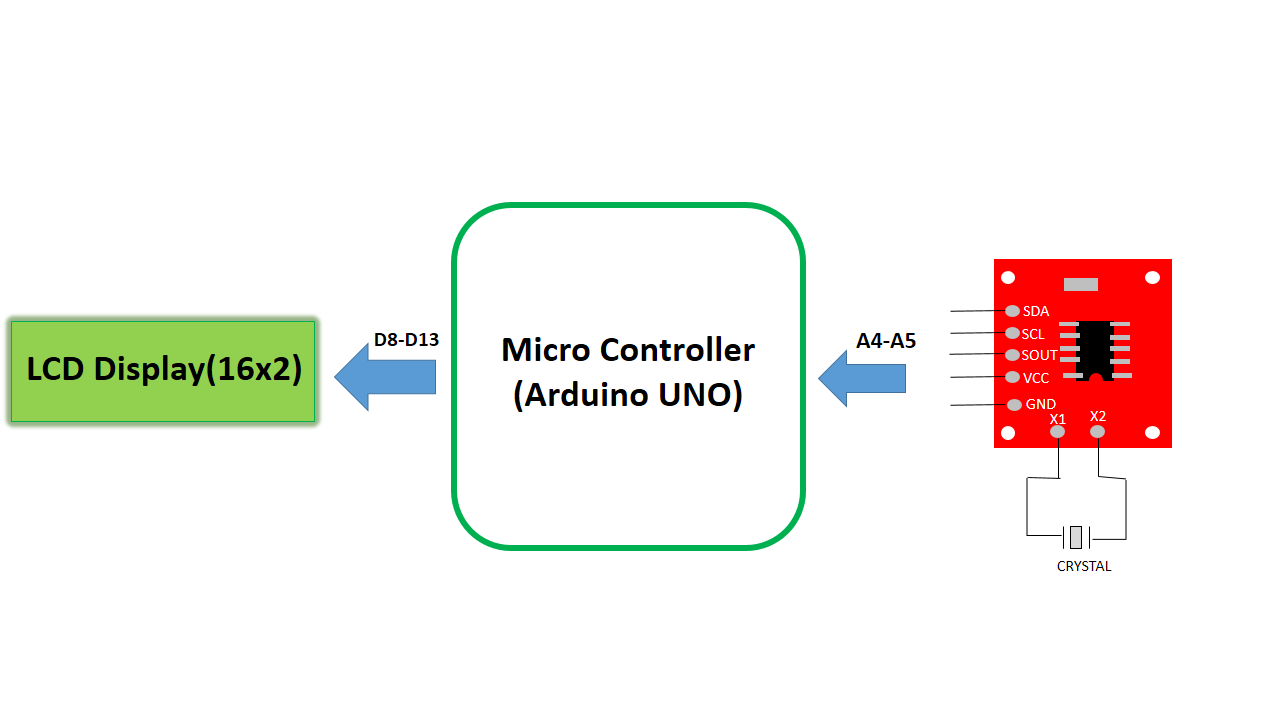 LCD Display(16x2)
D8-D13
Micro Controller
(Arduino UNO)
A4-A5
SDA
SCL
SOUT
VCC
GND
X1
X2
CRYSTAL